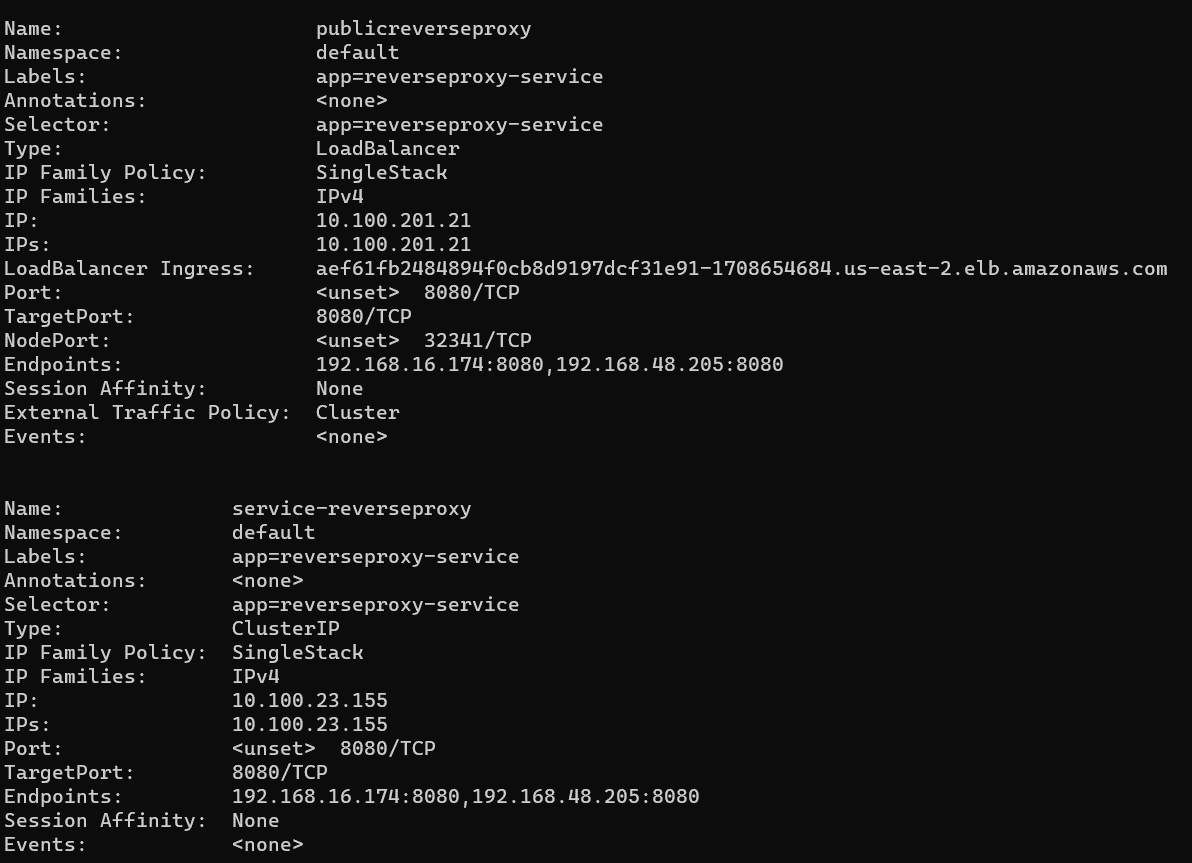 Name:                     publicreverseproxy
Namespace:                default
Labels:                   app=reverseproxy-service
Annotations:              <none>
Selector:                 app=reverseproxy-service
Type:                     LoadBalancer
IP Family Policy:         SingleStack
IP Families:              IPv4
IP:                       10.100.201.21
IPs:                      10.100.201.21
LoadBalancer Ingress:     aef61fb2484894f0cb8d9197dcf31e91-1708654684.us-east-2.elb.amazonaws.com
Port:                     <unset>  8080/TCP
TargetPort:               8080/TCP
NodePort:                 <unset>  32341/TCP
Endpoints:                192.168.16.174:8080,192.168.48.205:8080
Session Affinity:         None
External Traffic Policy:  Cluster
Events:                   <none>

Name:              service-reverseproxy
Namespace:         default
Labels:            app=reverseproxy-service
Annotations:       <none>
Selector:          app=reverseproxy-service
Type:              ClusterIP
IP Family Policy:  SingleStack
IP Families:       IPv4
IP:                10.100.23.155
IPs:               10.100.23.155
Port:              <unset>  8080/TCP
TargetPort:        8080/TCP
Endpoints:         192.168.16.174:8080,192.168.48.205:8080
Session Affinity:  None
Events:            <none>